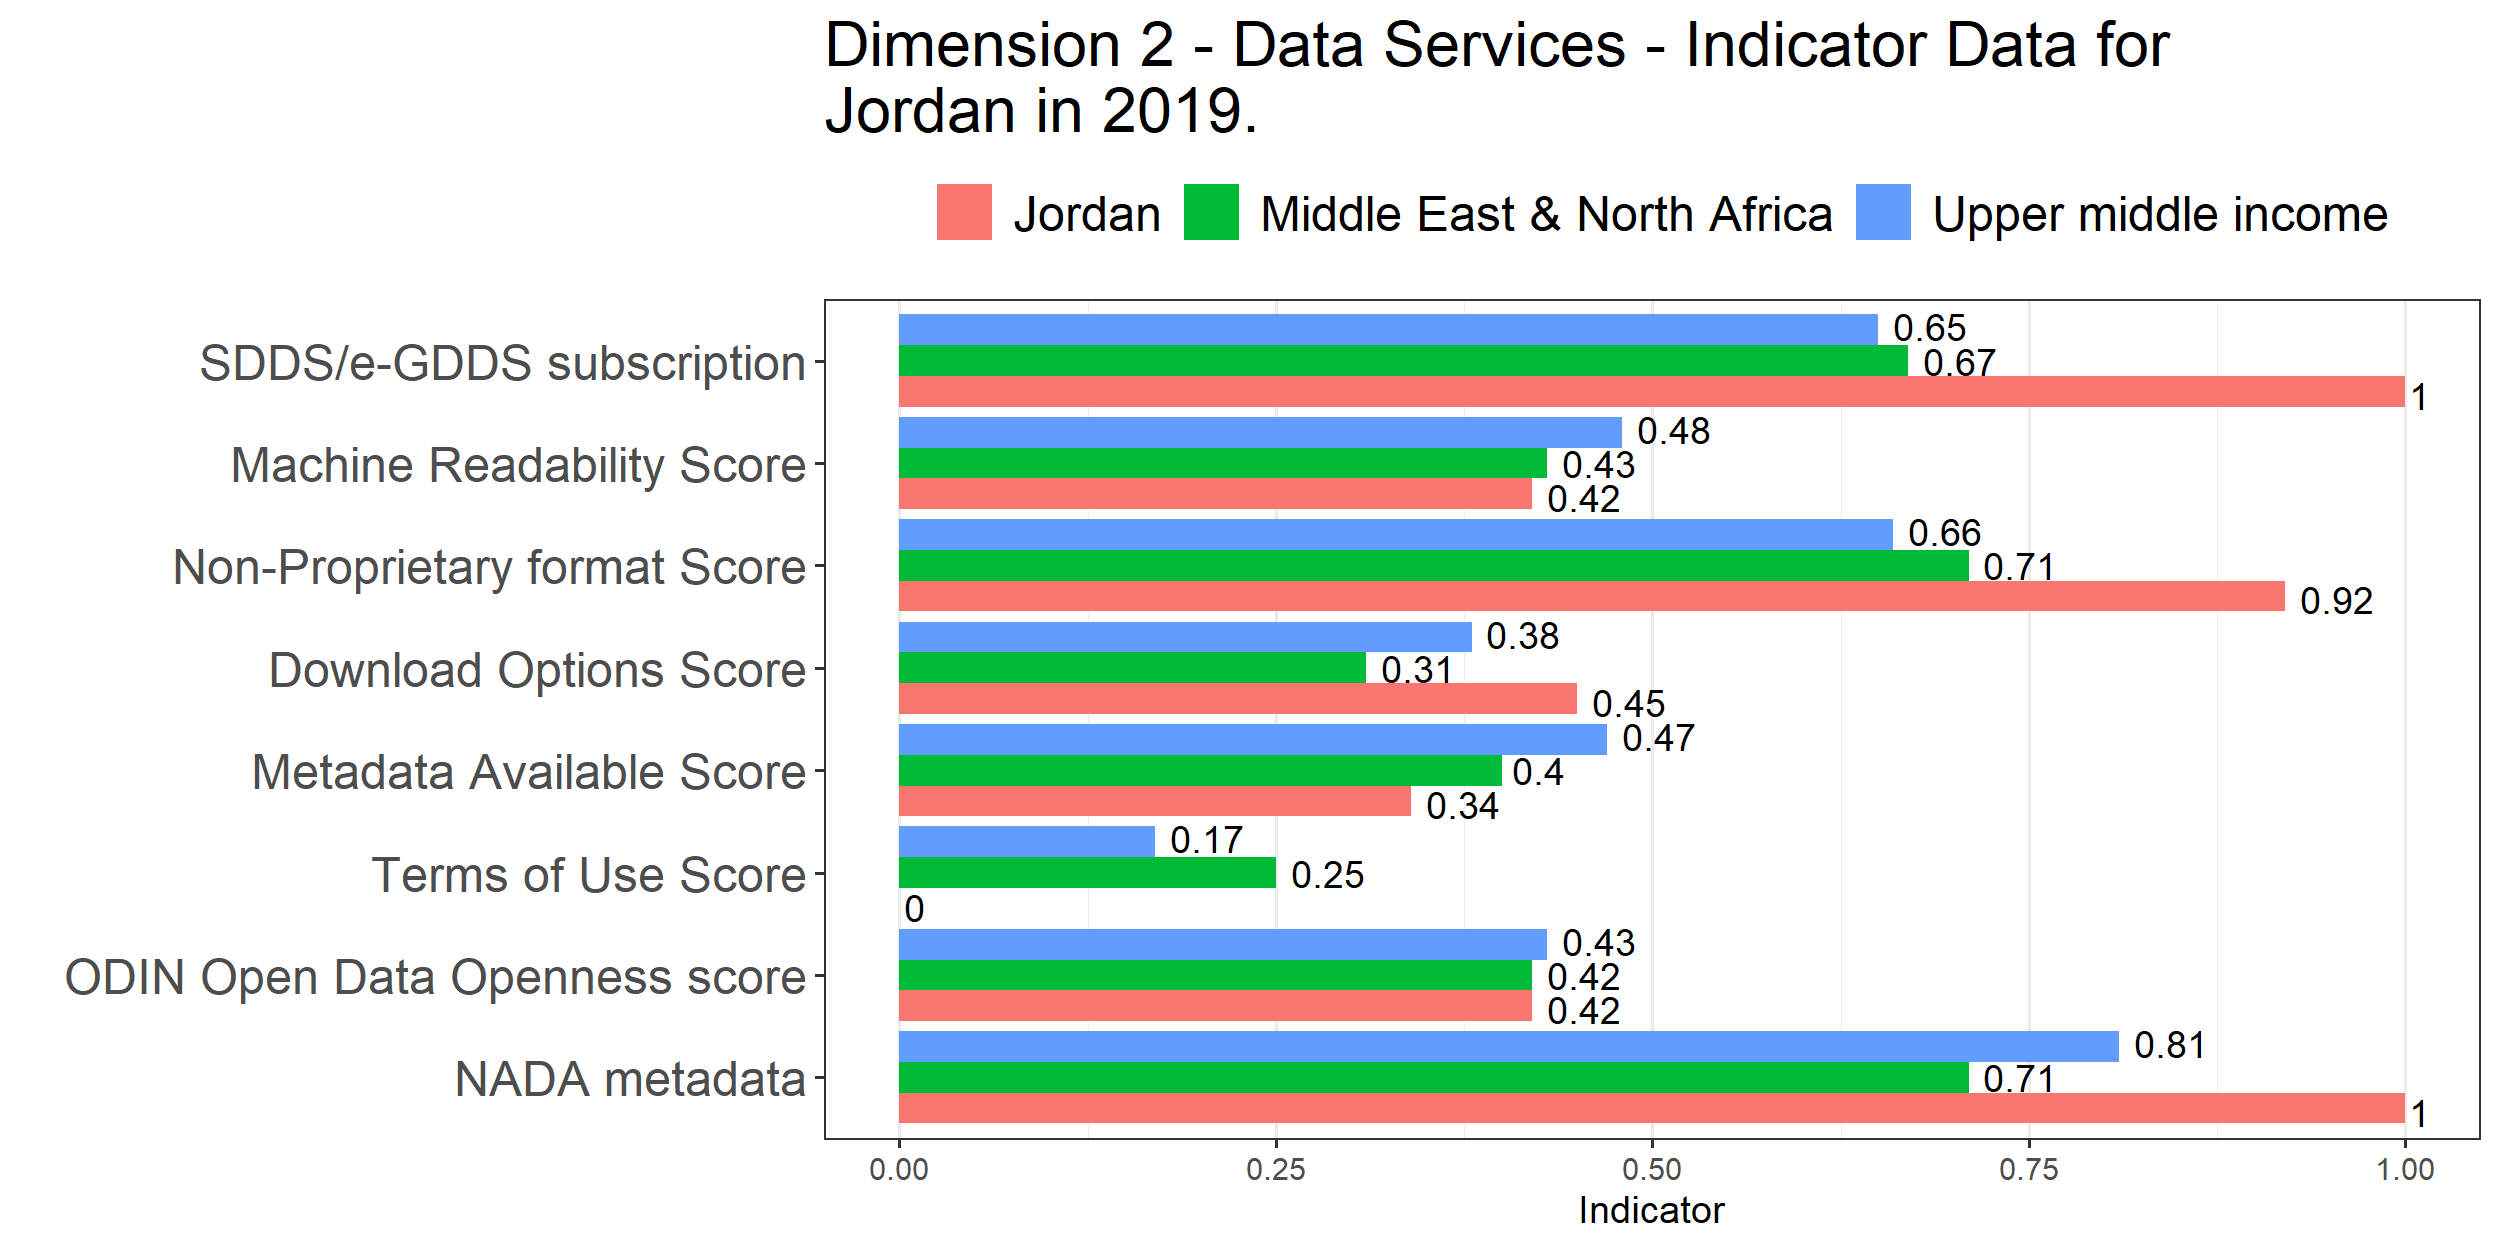 Dimension 2 - Data Services - Indicator Data for
Jordan in 2019.
Jordan Middle East & North Africa Upper middle income
SDDS/e-GDDS subscription
0.65
0.67
1
Machine Readability Score
0.48
0.43
0.42
Non-Proprietary format Score
0.66
0.71
0.92
Download Options Score
0.38
0.31
0.45
Metadata Available Score
0.47
0.4
0.34
Terms of Use Score
0.17
0.25
0
ODIN Open Data Openness score
0.43
0.42
0.42
NADA metadata
0.81
0.71
1
0.00 0.25 0.50 0.75 1.00
Indicator